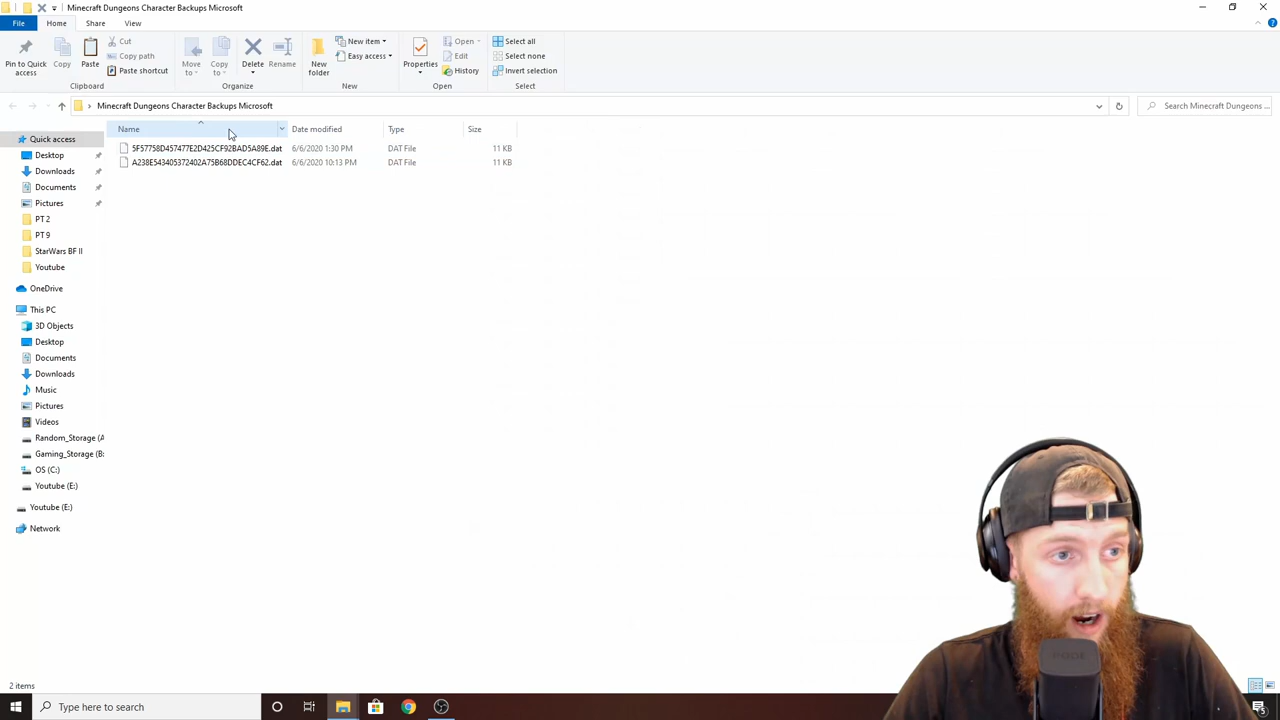 Minecraft Dungeons Character Backups Microsoft
File Home Share View
Pin to Quick access
Copy
Paste
Cut
Copy path
Paste shortcut
Clipboard
Move to
Copy to
Delete
Rename
Organize
New folder
New item
Easy access
New
Properties
Open
Edit
History
Open
Select all
Select none
Invert selection
Select
Minecraft Dungeons Character Backups Microsoft
Search Minecraft Dungeons ...
Name Date modified Type Size
5F57758D457477E2D425CF92BAD5A89E.dat 6/6/2020 1:30 PM DAT File 11 KB
A238E543405372402A75B68DDEC4CF62.dat 6/6/2020 10:13 PM DAT File 11 KB
Quick access
Desktop
Downloads
Documents
Pictures
PT 2
PT 9
StarWars BF II
Youtube
OneDrive
This PC
3D Objects
Desktop
Documents
Downloads
Music
Pictures
Videos
Random_Storage (A
Gaming_Storage (B:
OS (C:)
Youtube (E:)
Youtube (E:)
Network
2 items
Type here to search
RODE
5